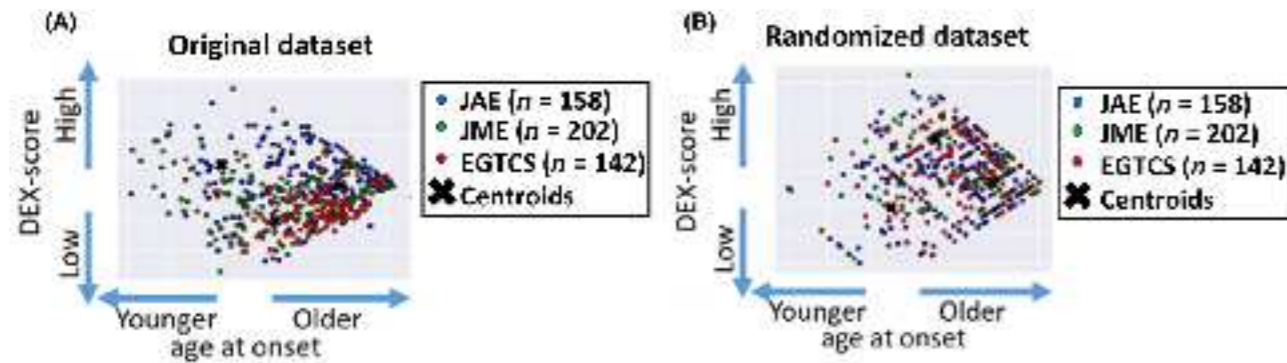 (A)
Original dataset
DEX-score
High
Low
JAE (n = 158)
JME (n = 202)
EGTCS (n = 142)
Centroids
Younger
Older
age at onset
(B)
Randomized dataset
DEX-score
High
Low
JAE (n = 158)
JME (n = 202)
EGTCS (n = 142)
Centroids
Younger
Older
age at onset